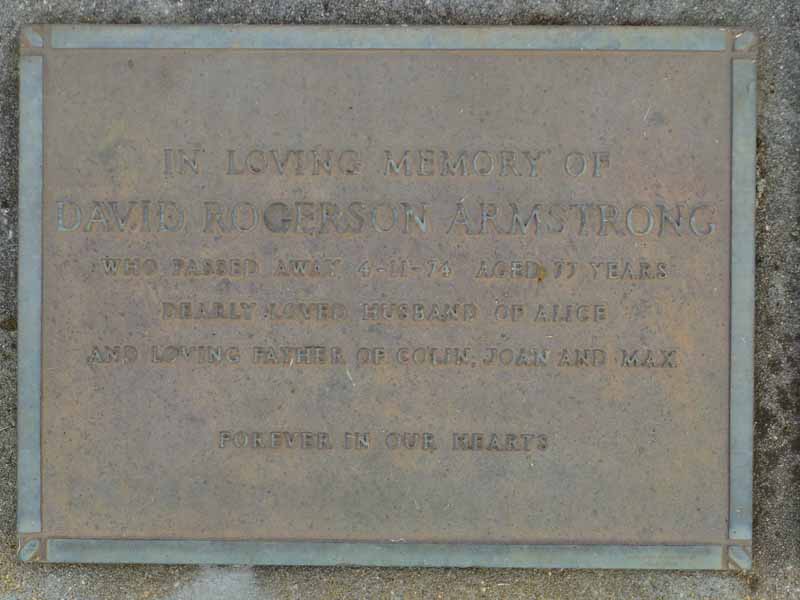 IN LOVING MEMORY OF
DAVID ROGERSON ARMSTRONG
WHO PASSED AWAY 4-11-74 AGED 77 YEARS
DEARLY LOVED HUSBAND OF ALICE
AND LOVING FATHER OF COLIN, JOAN AND MAX
FOREVER IN OUR HEARTS